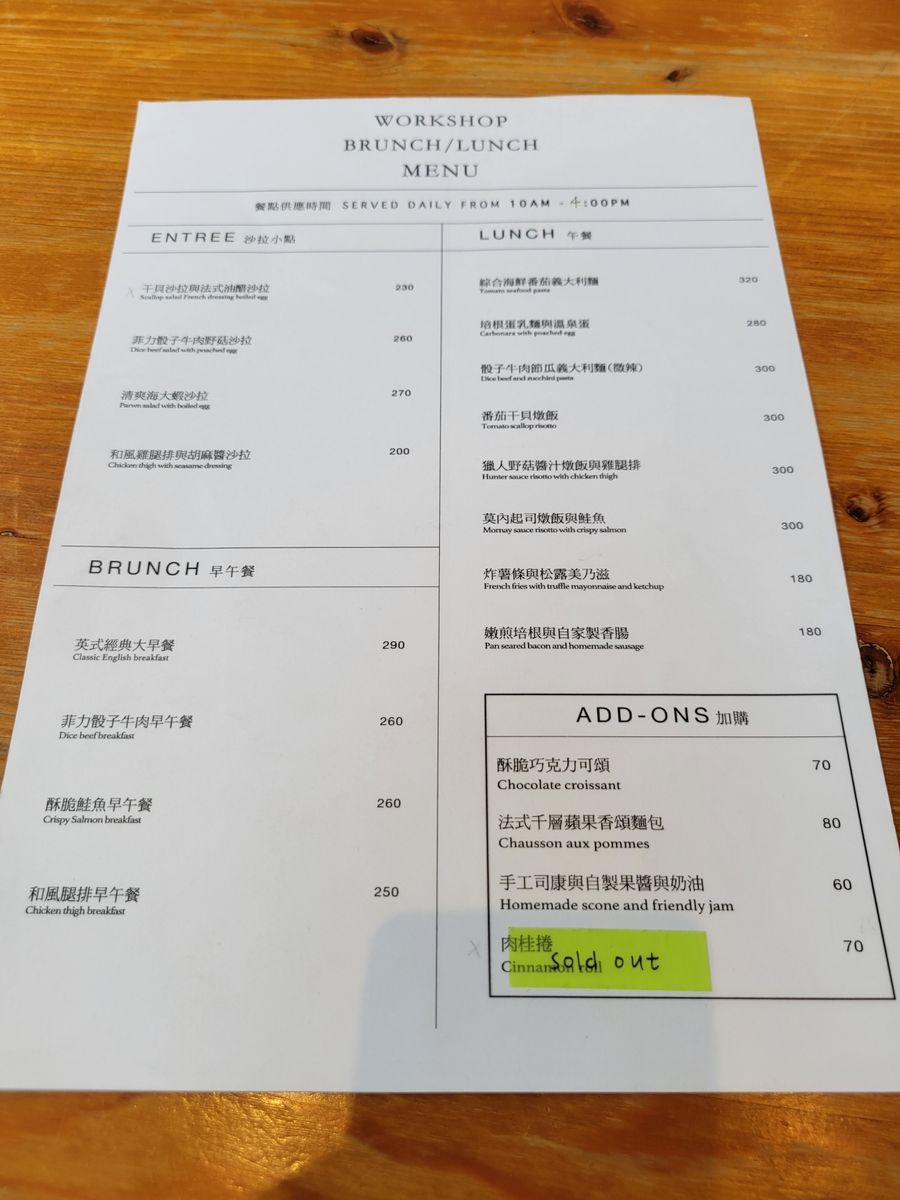 WORKSHOP
BRUNCH/LUNCH
MENU
餐點供應時間 SERVED DAILY FROM 10AM - 4:00PM
ENTREE 沙拉小點
X 干貝沙拉與法式油醋沙拉 230
Scallop salad French dressing boiled egg
菲力骰子牛肉野菇沙拉 260
Dice beef salad with poached egg
清爽海大蝦沙拉 270
Parwn salad with boiled egg
和風雞腿排與胡麻醬沙拉 200
Chicken thigh with seasame dressing
BRUNCH 早午餐
英式經典大早餐 290
Classic English breakfast
菲力骰子牛肉早午餐 260
Dice beef breakfast
酥脆鮭魚早午餐 260
Crispy Salmon breakfast
和風腿排早午餐 250
Chicken thigh breakfast
LUNCH 午餐
綜合海鮮番茄義大利麵 320
Tomato seafood pasta
培根蛋乳麵與溫泉蛋 280
Carbonara with poached egg
骰子牛肉節瓜義大利麵(微辣) 300
Dice beef and zucchini pasta
番茄干貝燉飯 300
Tomato scallop risotto
獵人野菇醬汁燉飯與雞腿排 300
Hunter sauce risotto with chicken thigh
莫內起司燉飯與鮭魚 300
Mornay sauce risotto with crispy salmon
炸薯條與松露美乃滋 180
French fries with truffle mayonnaise and ketchup
嫩煎培根與自家製香腸 180
Pan seared bacon and homemade sausage
ADD-ONS 加購
酥脆巧克力可頌 70
Chocolate croissant
法式千層蘋果香頌麵包 80
Chausson aux pommes
手工司康與自製果醬與奶油 60
Homemade scone and friendly jam
X 肉桂捲 70
Cinnamon roll
sold out